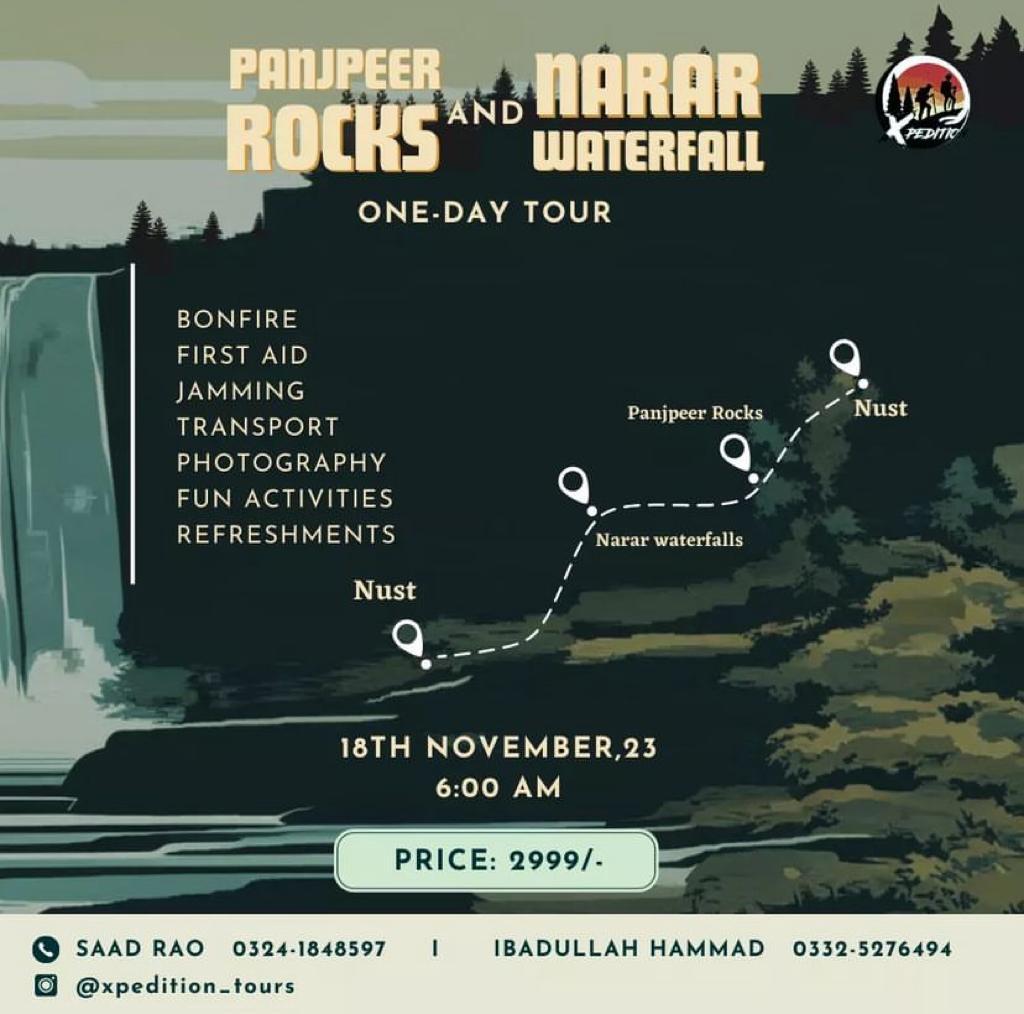 PANJPEER
ROCKS
AND
NARAR
WATERFALL
XPEDITIO
ONE-DAY TOUR
BONFIRE
FIRST AID
JAMMING
TRANSPORT
PHOTOGRAPHY
FUN ACTIVITIES
REFRESHMENTS
Nust
Panjpeer Rocks
Narar waterfalls
Nust
18TH NOVEMBER,23
6:00 AM
PRICE: 2999/-
SAAD RAO 0324-1848597 | IBADULLAH HAMMAD 0332-5276494
@xpedition_tours